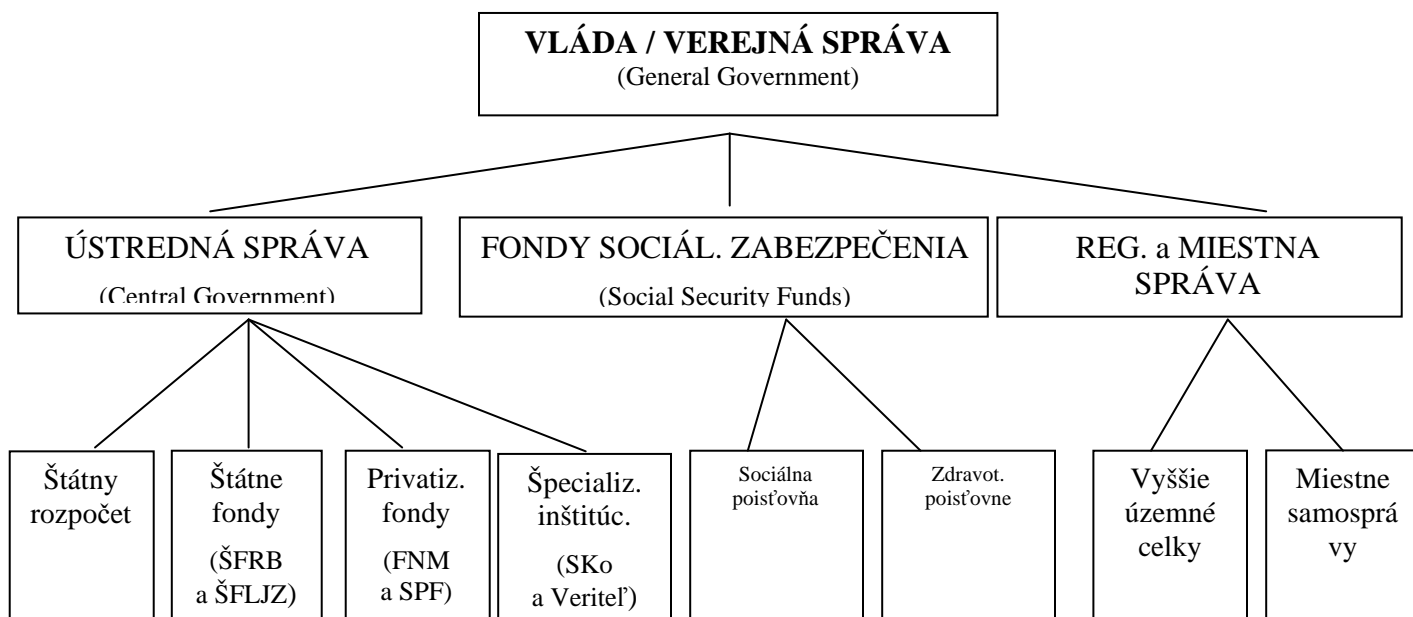 VLÁDA / VEREJNÁ SPRÁVA
(General Government)
ÚSTREDNÁ SPRÁVA
(Central Government)
FONDY SOCIÁL. ZABEZPEČENIA
(Social Security Funds)
REG. a MIESTNA
SPRÁVA
Štátny
rozpočet
Štátne
fondy
(ŠFRB
a ŠFLJZ)
Privatiz.
fondy
(FNM
a SPF)
Špecializ.
inštitúc.
(SKo
a Veriteľ)
Sociálna
poisťovňa
Zdravot.
poisťovne
Vyššie
územné
celky
Miestne
samosprá
vy